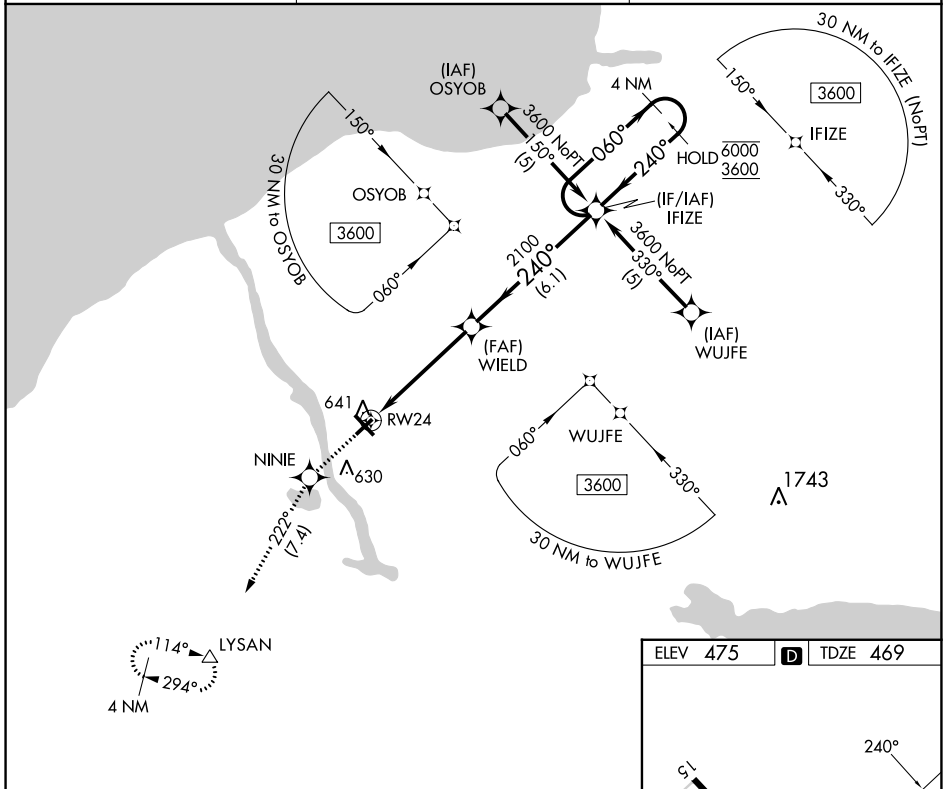 (IAF)
OSYOB
3600 NoPT
150°
(5)
4 NM
060°
240°
HOLD 6000
3600
(IF/IAF)
IFIZE
30 NM to IFIZE (NoPT)
150°
3600
IFIZE
330°
150°
30 NM to OSYOB
OSYOB
3600
060°
2100
240°
(6.1)
3600 NoPT
330°
(5)
(IAF)
WUJFE
(FAF)
WIELD
641
RW24
NINIE
630
222°
(7.4)
060°
WUJFE
3600
330°
30 NM to WUJFE
1743
114°
LYSAN
294°
4 NM
ELEV 475
D
TDZE 469
240°
15